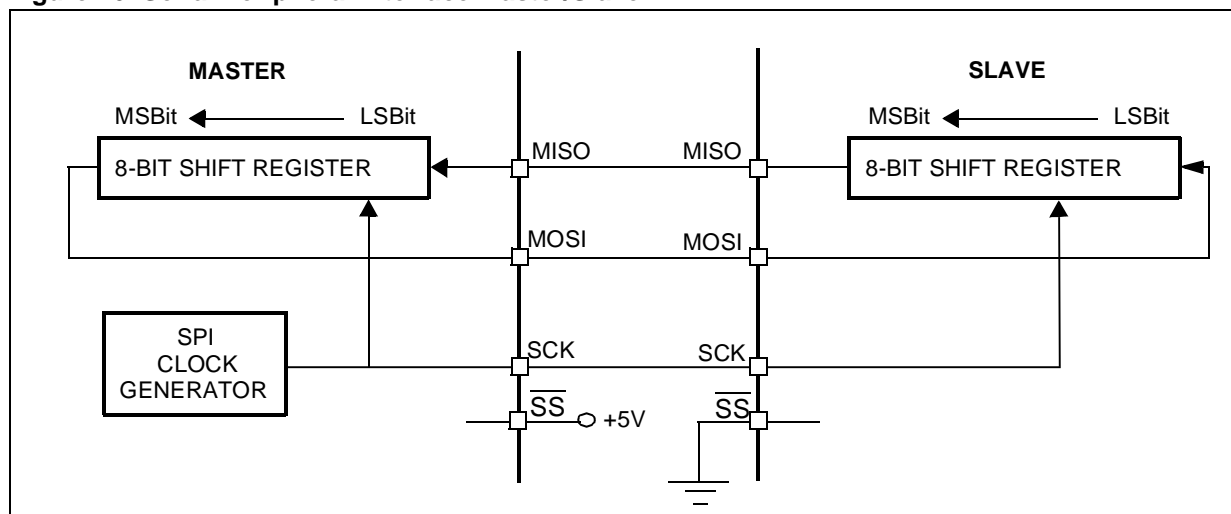 MASTER
SLAVE
MSBit LSBit
MSBit LSBit
8-BIT SHIFT REGISTER
MISO MISO
8-BIT SHIFT REGISTER
MOSI MOSI
SPI
CLOCK
GENERATOR
SCK SCK
SS +5V
SS